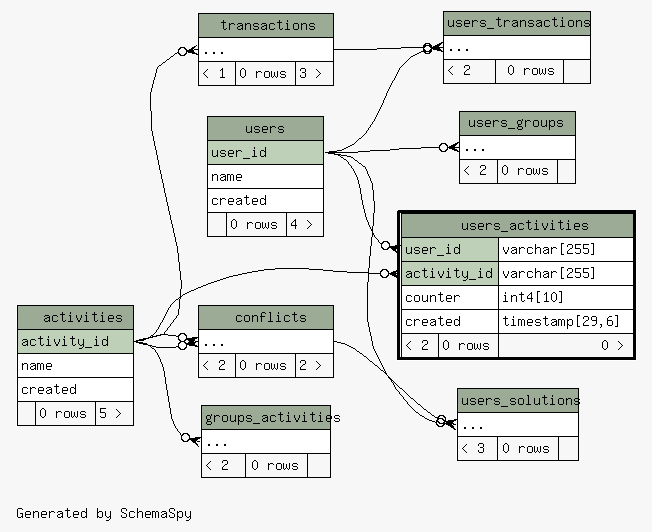 transactions
...
< 1 0 rows 3 >
users_transactions
...
< 2 0 rows
users
user_id
name
created
0 rows 4 >
users_groups
...
< 2 0 rows
users_activities
user_id varchar[255]
activity_id varchar[255]
counter int4[10]
created timestamp[29,6]
< 2 0 rows 0 >
activities
activity_id
name
created
0 rows 5 >
conflicts
...
< 2 0 rows 2 >
groups_activities
...
< 2 0 rows
users_solutions
...
< 3 0 rows
Generated by SchemaSpy